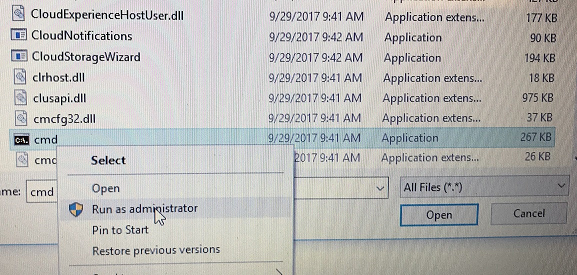 CloudExperienceHostUser.dll 9/29/2017 9:41 AM Application extens... 177 KB
CloudNotifications 9/29/2017 9:42 AM Application 90 KB
CloudStorageWizard 9/29/2017 9:42 AM Application 194 KB
clrhost.dll 9/29/2017 9:41 AM Application extens... 18 KB
clusapi.dll 9/29/2017 9:41 AM Application extens... 975 KB
cmcfg32.dll 9/29/2017 9:41 AM Application extens... 37 KB
C:\. cmd 9/29/2017 9:41 AM Application 267 KB
cmd 2017 9:41 AM Application extens... 26 KB
Select
me: cmd All Files (*.*)
Open
Run as administrator Open Cancel
Pin to Start
Restore previous versions